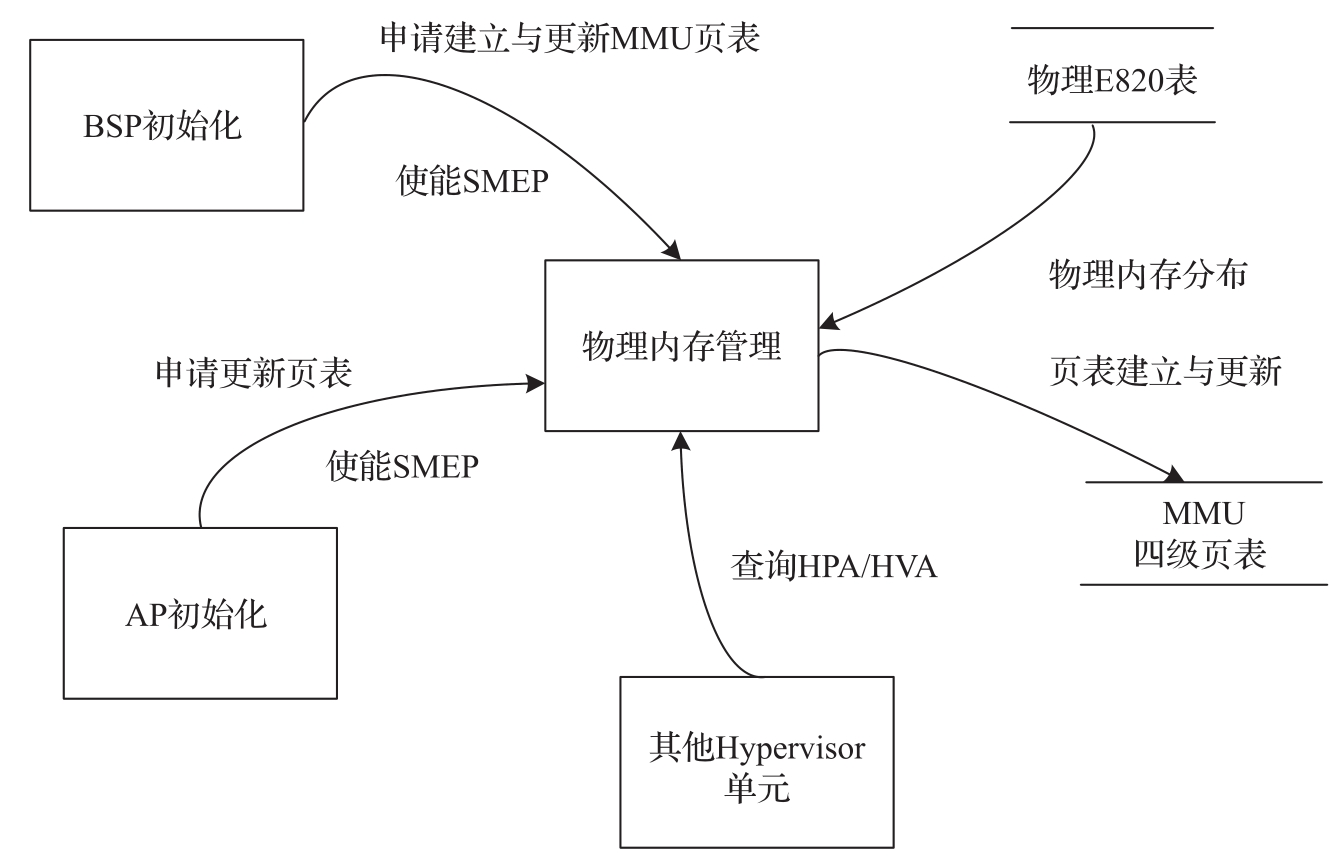 申请建立与更新MMU页表
物理E820表
BSP初始化
使能SMEP
物理内存分布
物理内存管理
申请更新页表
页表建立与更新
使能SMEP
MMU
四级页表
查询HPA/HVA
AP初始化
其他Hypervisor
单元